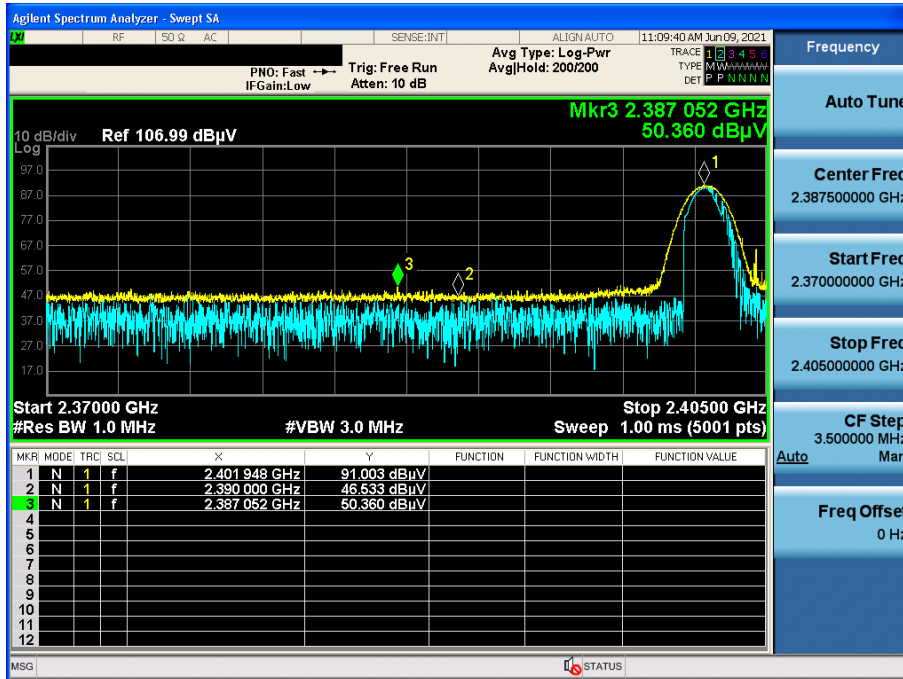 Agilent Spectrum Analyzer - Swept SA
LXI RF 50 Ω AC SENSE:INT ALIGN AUTO 11:09:40 AM Jun 09, 2021
PNO: Fast
IFGain:Low
Trig: Free Run
Atten: 10 dB
Avg Type: Log-Pwr
Avg|Hold: 200/200
TRACE 1 2 3 4 5 6
TYPE
DET P P N N N N
Mkr3 2.387 052 GHz
50.360 dBµV
10 dB/div Ref 106.99 dBµV
Log
97.0
87.0
77.0
67.0
57.0
47.0
37.0
27.0
17.0
1
3
2
Start 2.37000 GHz Stop 2.40500 GHz
#Res BW 1.0 MHz #VBW 3.0 MHz Sweep 1.00 ms (5001 pts)
MKR MODE TRC SCL X Y FUNCTION FUNCTION WIDTH FUNCTION VALUE
1 N 1 f 2.401 948 GHz 91.003 dBµV
2 N 1 f 2.390 000 GHz 46.533 dBµV
3 N 1 f 2.387 052 GHz 50.360 dBµV
4
5
6
7
8
9
10
11
12
MSG STATUS
Frequency
Auto Tune
Center Freq
2.387500000 GHz
Start Freq
2.370000000 GHz
Stop Freq
2.405000000 GHz
CF Step
3.500000 MHz
Auto Man
Freq Offset
0 Hz